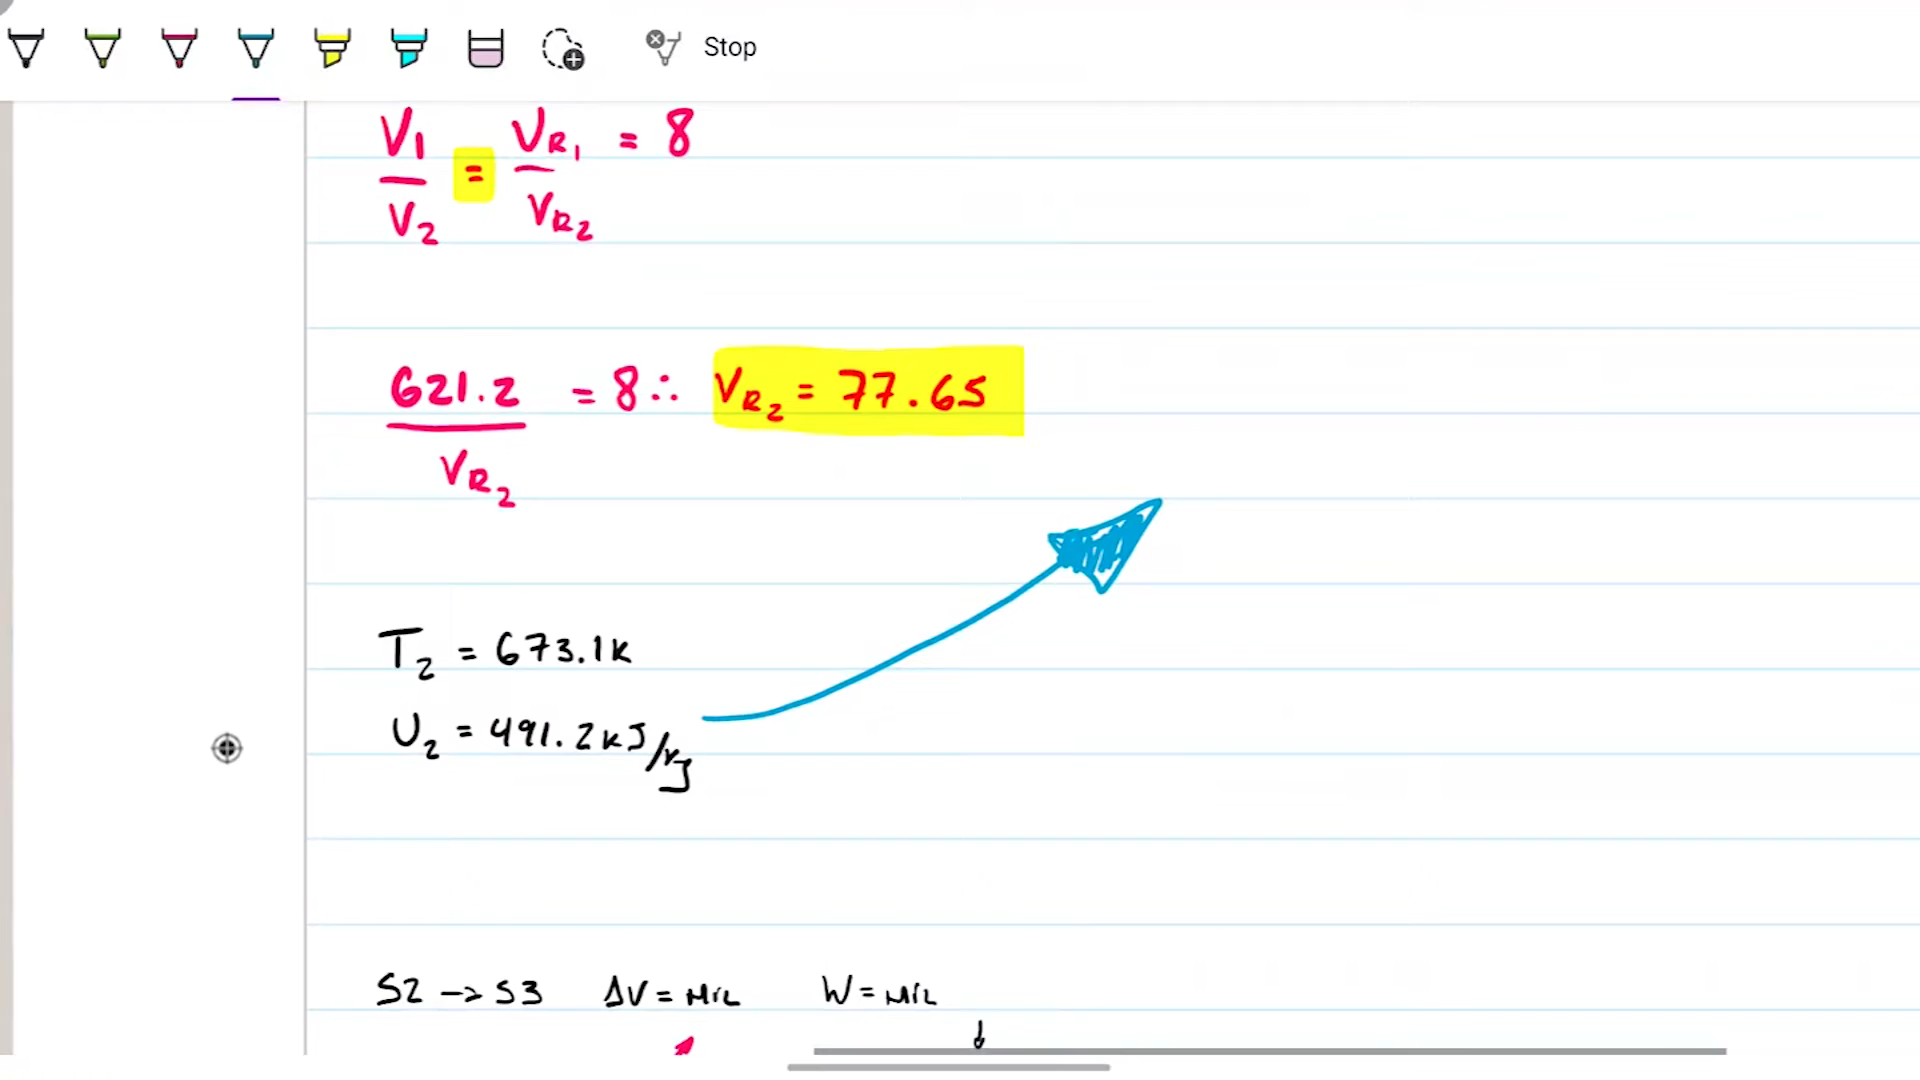 Stop
V1/V2 = VR1/VR2 = 8
621.2/VR2 = 8 ∴ VR2 = 77.65
T2 = 673.1K
U2 = 491.2KJ/Kg
S2 → S3 ΔV = NIL W = NIL